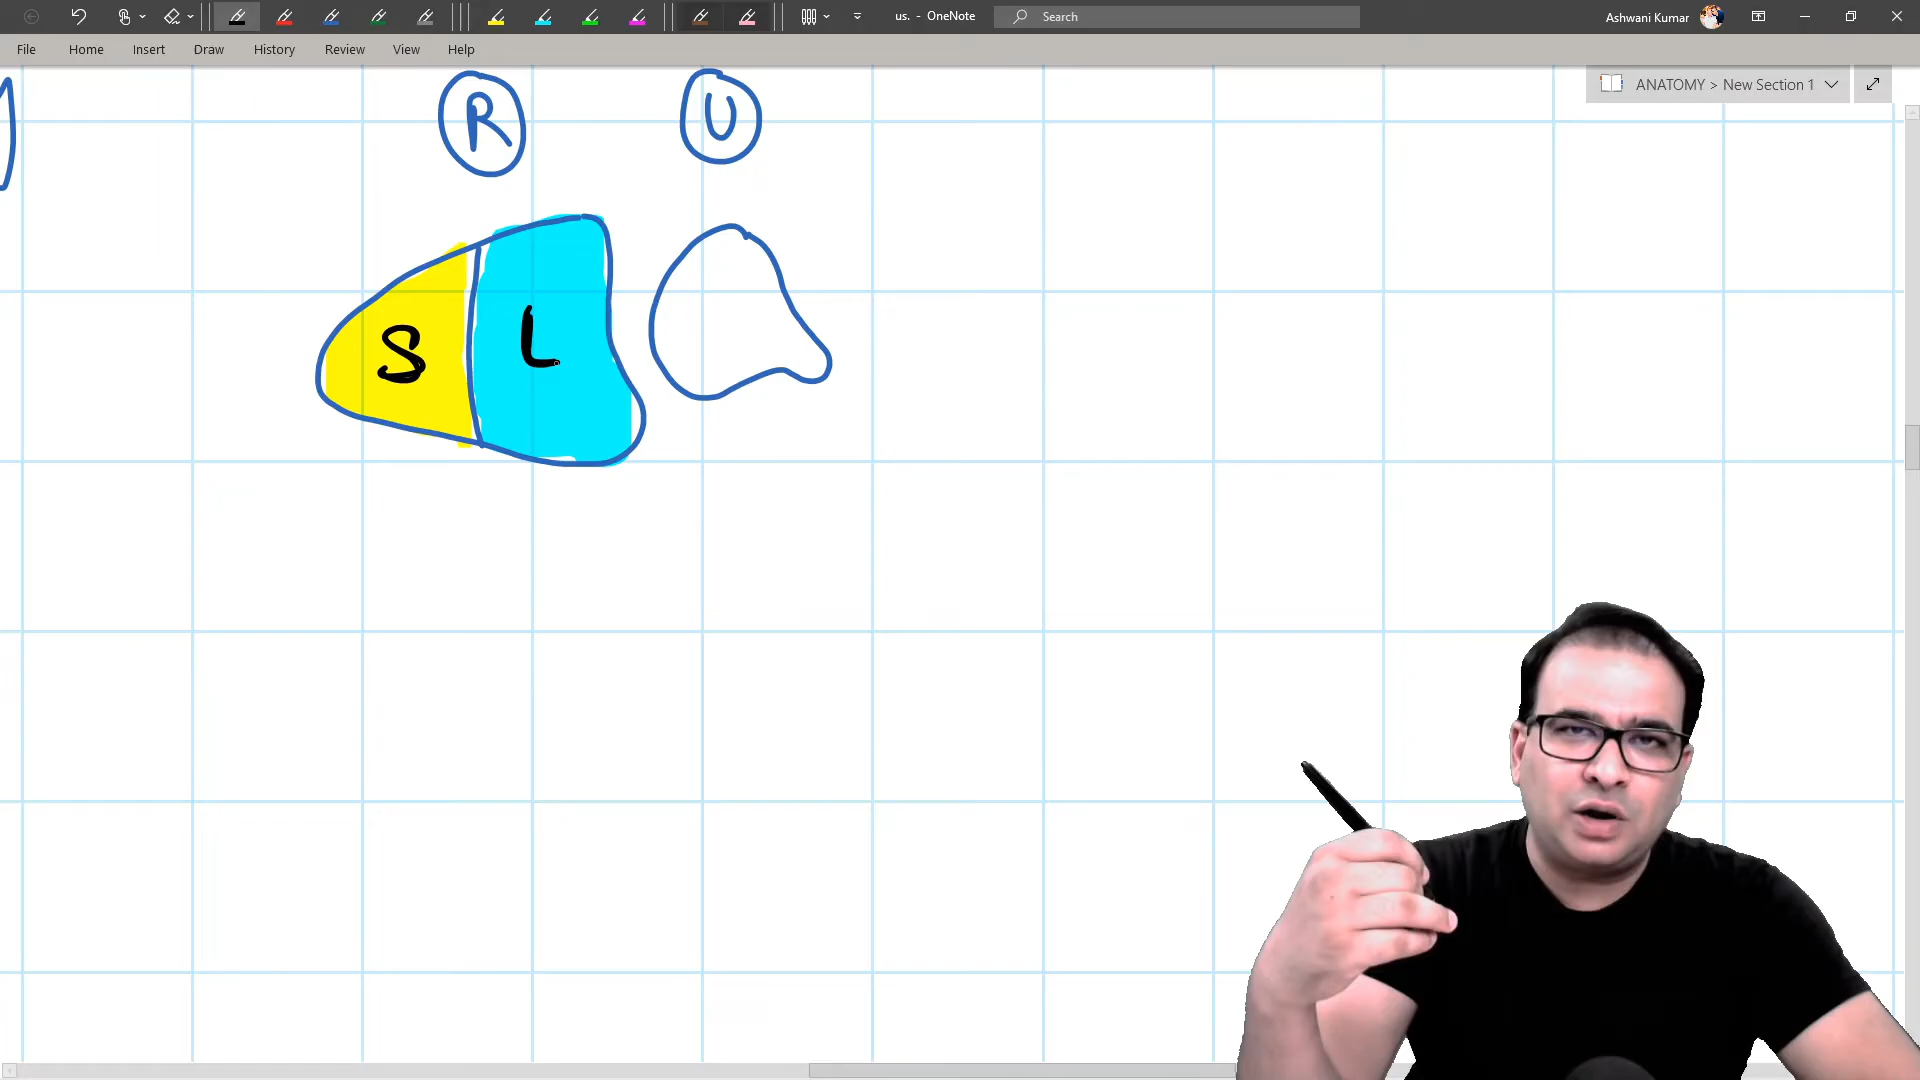 us. - OneNote
Search
Ashwani Kumar
File Home Insert Draw History Review View Help
ANATOMY > New Section 1
R U
S L